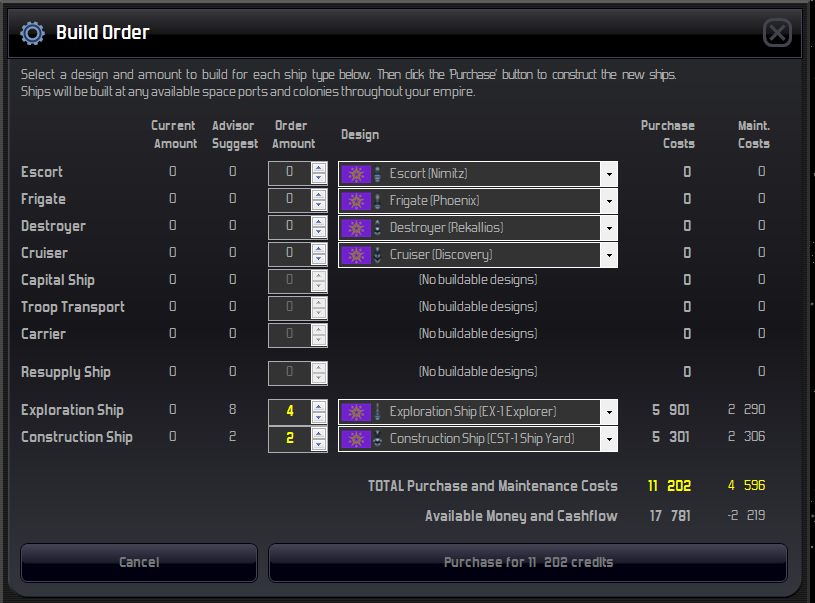 Build Order
Select a design and amount to build for each ship type below. Then click the 'Purchase' button to construct the new ships.
Ships will be built at any available space ports and colonies throughout your empire.
Current Advisor Order Purchase Maint.
Amount Suggest Amount Design Costs Costs
Escort 0 0 0 Escort (Nimitz) 0 0
Frigate 0 0 0 Frigate (Phoenix) 0 0
Destroyer 0 0 0 Destroyer (Rekallios) 0 0
Cruiser 0 0 0 Cruiser (Discovery) 0 0
Capital Ship 0 0 0 (No buildable designs) 0 0
Troop Transport 0 0 0 (No buildable designs) 0 0
Carrier 0 0 0 (No buildable designs) 0 0
Resupply Ship 0 0 0 (No buildable designs) 0 0
Exploration Ship 0 8 4 Exploration Ship (EX-1 Explorer) 5 901 2 290
Construction Ship 0 2 2 Construction Ship (CST-1 Ship Yard) 5 301 2 306
TOTAL Purchase and Maintenance Costs 11 202 4 596
Available Money and Cashflow 17 781 -2 219
Cancel Purchase for 11 202 credits